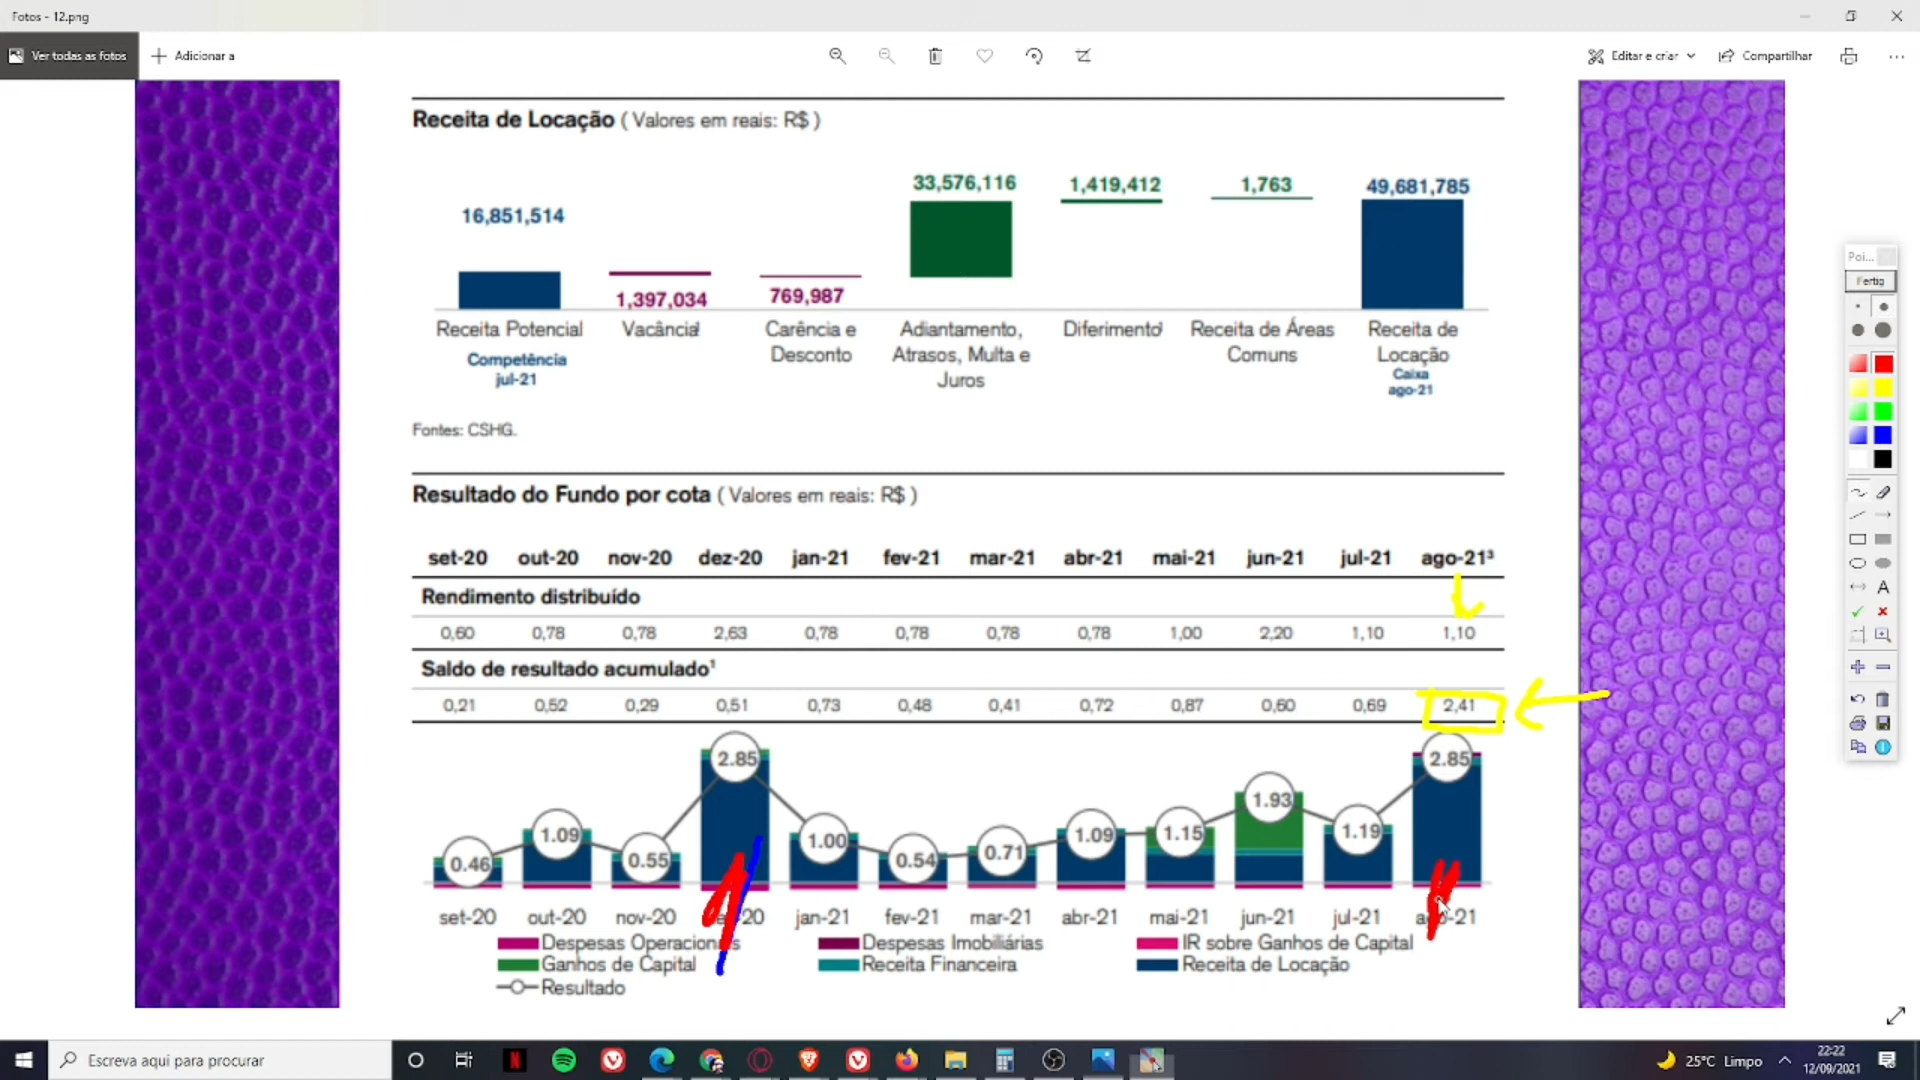 Fotos - 12.png
Ver todas as fotos
Adicionar a
Editar e criar
Compartilhar
Receita de Locação ( Valores em reais: R$ )
16,851,514
1,397,034
769,987
33,576,116
1,419,412
1,763
49,681,785
Receita Potencial
Competência
jul-21
Vacância¹
Carência e
Desconto
Adiantamento,
Atrasos, Multa e
Juros
Diferimento¹
Receita de Áreas
Comuns
Receita de
Locação
Caixa
ago-21
Fontes: CSHG.
Resultado do Fundo por cota ( Valores em reais: R$ )
set-20 out-20 nov-20 dez-20 jan-21 fev-21 mar-21 abr-21 mai-21 jun-21 jul-21 ago-21³
Rendimento distribuído
0,60 0,78 0,78 2,63 0,78 0,78 0,78 0,78 1,00 2,20 1,10 1,10
Saldo de resultado acumulado¹
0,21 0,52 0,29 0,51 0,73 0,48 0,41 0,72 0,87 0,60 0,69 2,41
0.46 1.09 0.55 2.85 1.00 0.54 0.71 1.09 1.15 1.93 1.19 2.85
set-20 out-20 nov-20 jan-21 fev-21 mar-21 abr-21 mai-21 jun-21 jul-21
Despesas Operacionais Despesas Imobiliárias IR sobre Ganhos de Capital
Ganhos de Capital Receita Financeira Receita de Locação
Resultado
Poi...
Fertig
A
Escreva aqui para procurar
25°C Limpo
22:22
12/09/2021